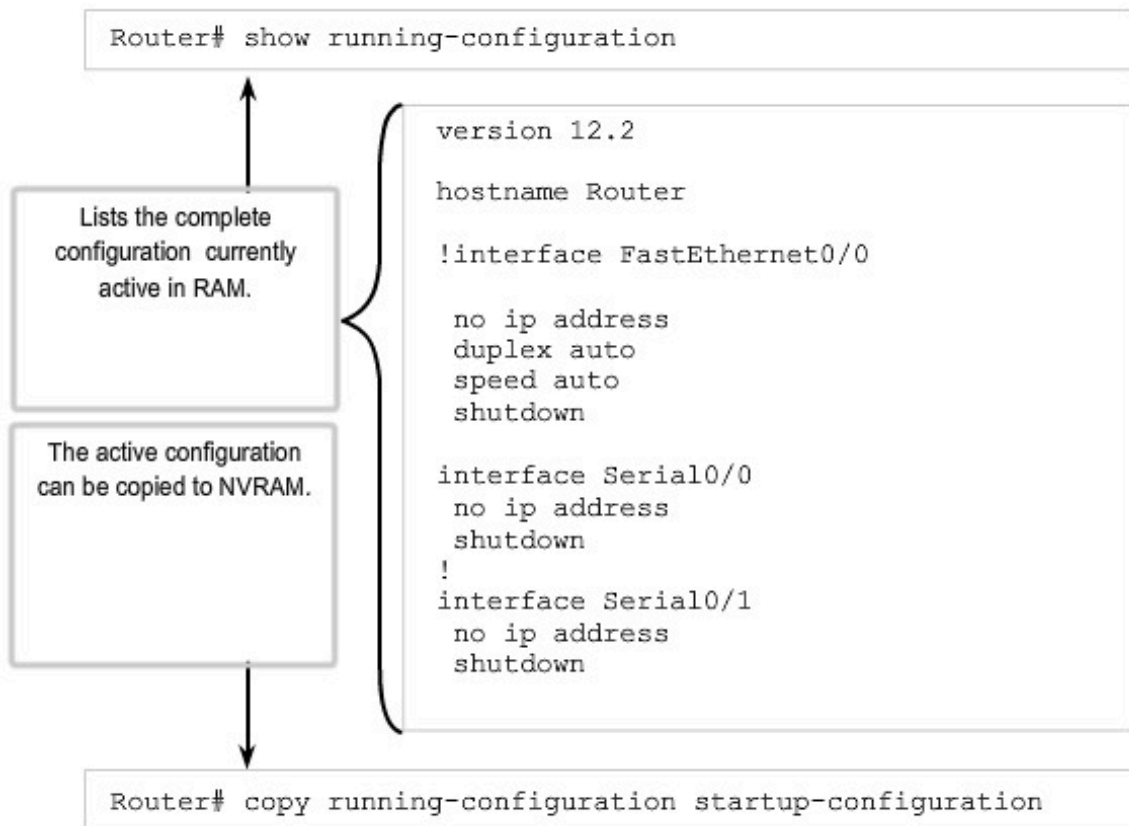 Router# show running-configuration
Lists the complete
configuration currently
active in RAM.
The active configuration
can be copied to NVRAM.
version 12.2
hostname Router
!interface FastEthernet0/0
no ip address
duplex auto
speed auto
shutdown
interface Serial0/0
no ip address
shutdown
!
interface Serial0/1
no ip address
shutdown
Router# copy running-configuration startup-configuration